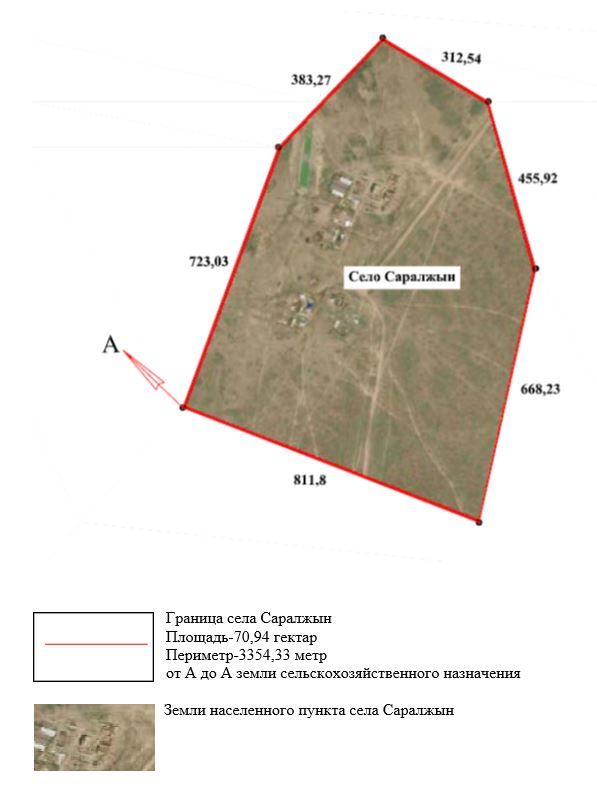 312,54
383,27
455,92
723,03
Село Саралжын
А
668,23
811,8
Граница села Саралжын
Площадь-70,94 гектар
Периметр-3354,33 метр
от А до А земли сельскохозяйственного назначения
Земли населенного пункта села Саралжын